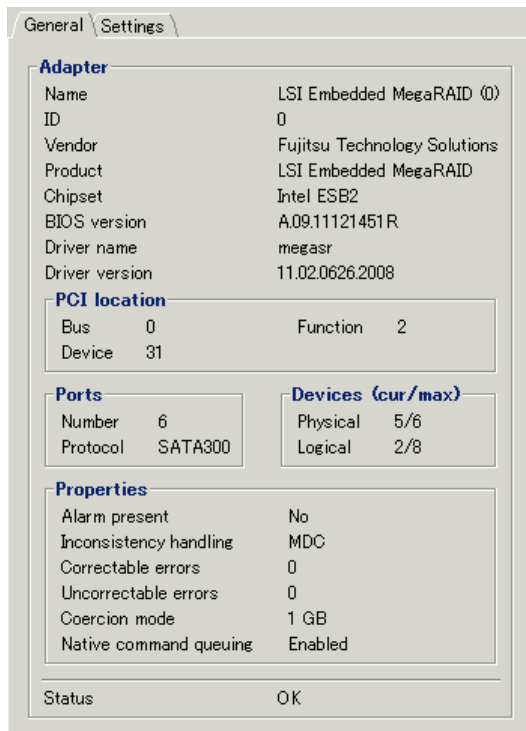 General Settings
Adapter
Name LSI Embedded MegaRAID (0)
ID 0
Vendor Fujitsu Technology Solutions
Product LSI Embedded MegaRAID
Chipset Intel ESB2
BIOS version A.09.11121451R
Driver name megasr
Driver version 11.02.0626.2008
PCI location
Bus 0 Function 2
Device 31
Ports Devices (cur/max)
Number 6 Physical 5/6
Protocol SATA300 Logical 2/8
Properties
Alarm present No
Inconsistency handling MDC
Correctable errors 0
Uncorrectable errors 0
Coercion mode 1 GB
Native command queuing Enabled
Status OK